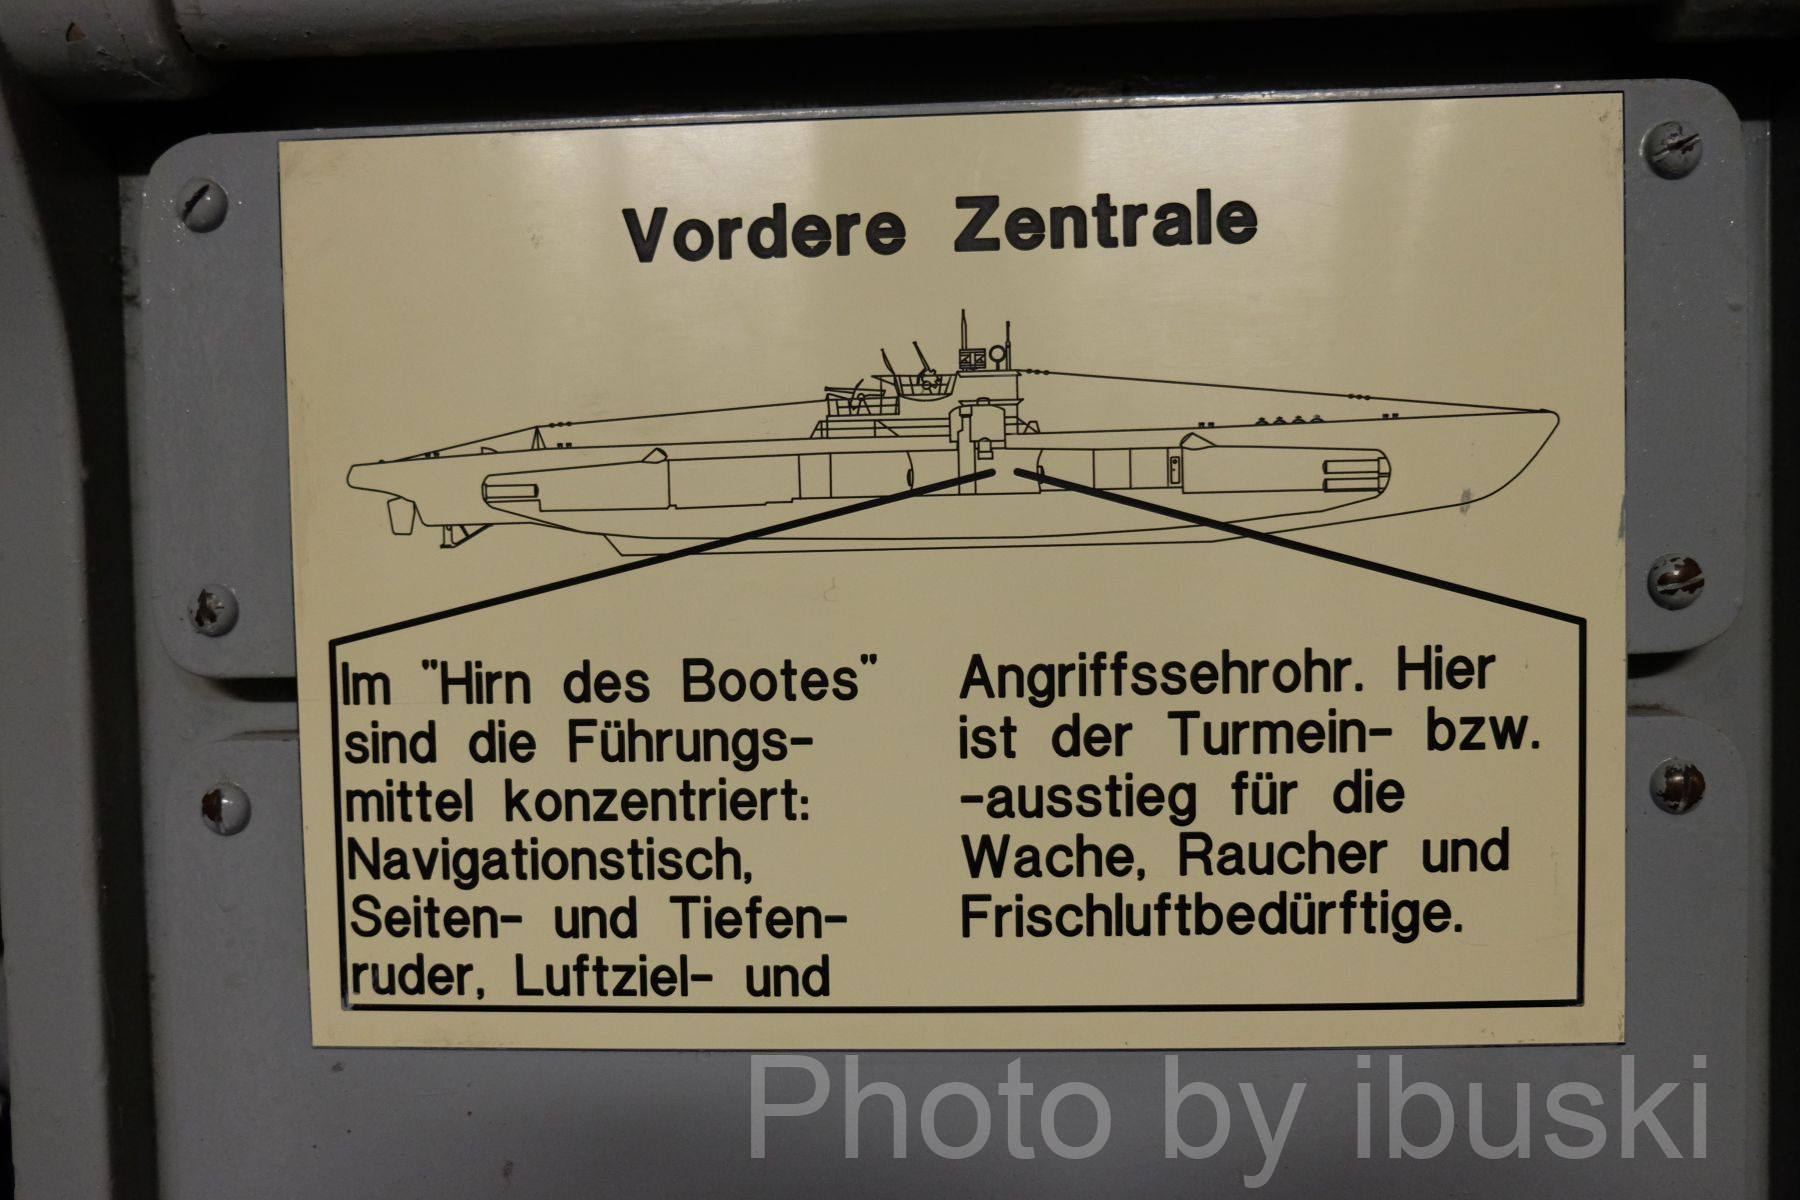 Vordere Zentrale
Im "Hirn des Bootes"
sind die Führungs-
mittel konzentriert:
Navigationstisch,
Seiten- und Tiefen-
ruder, Luftziel- und
Angriffssehrohr. Hier
ist der Turmein- bzw.
-ausstieg für die
Wache, Raucher und
Frischluftbedürftige.
Photo by ibuski